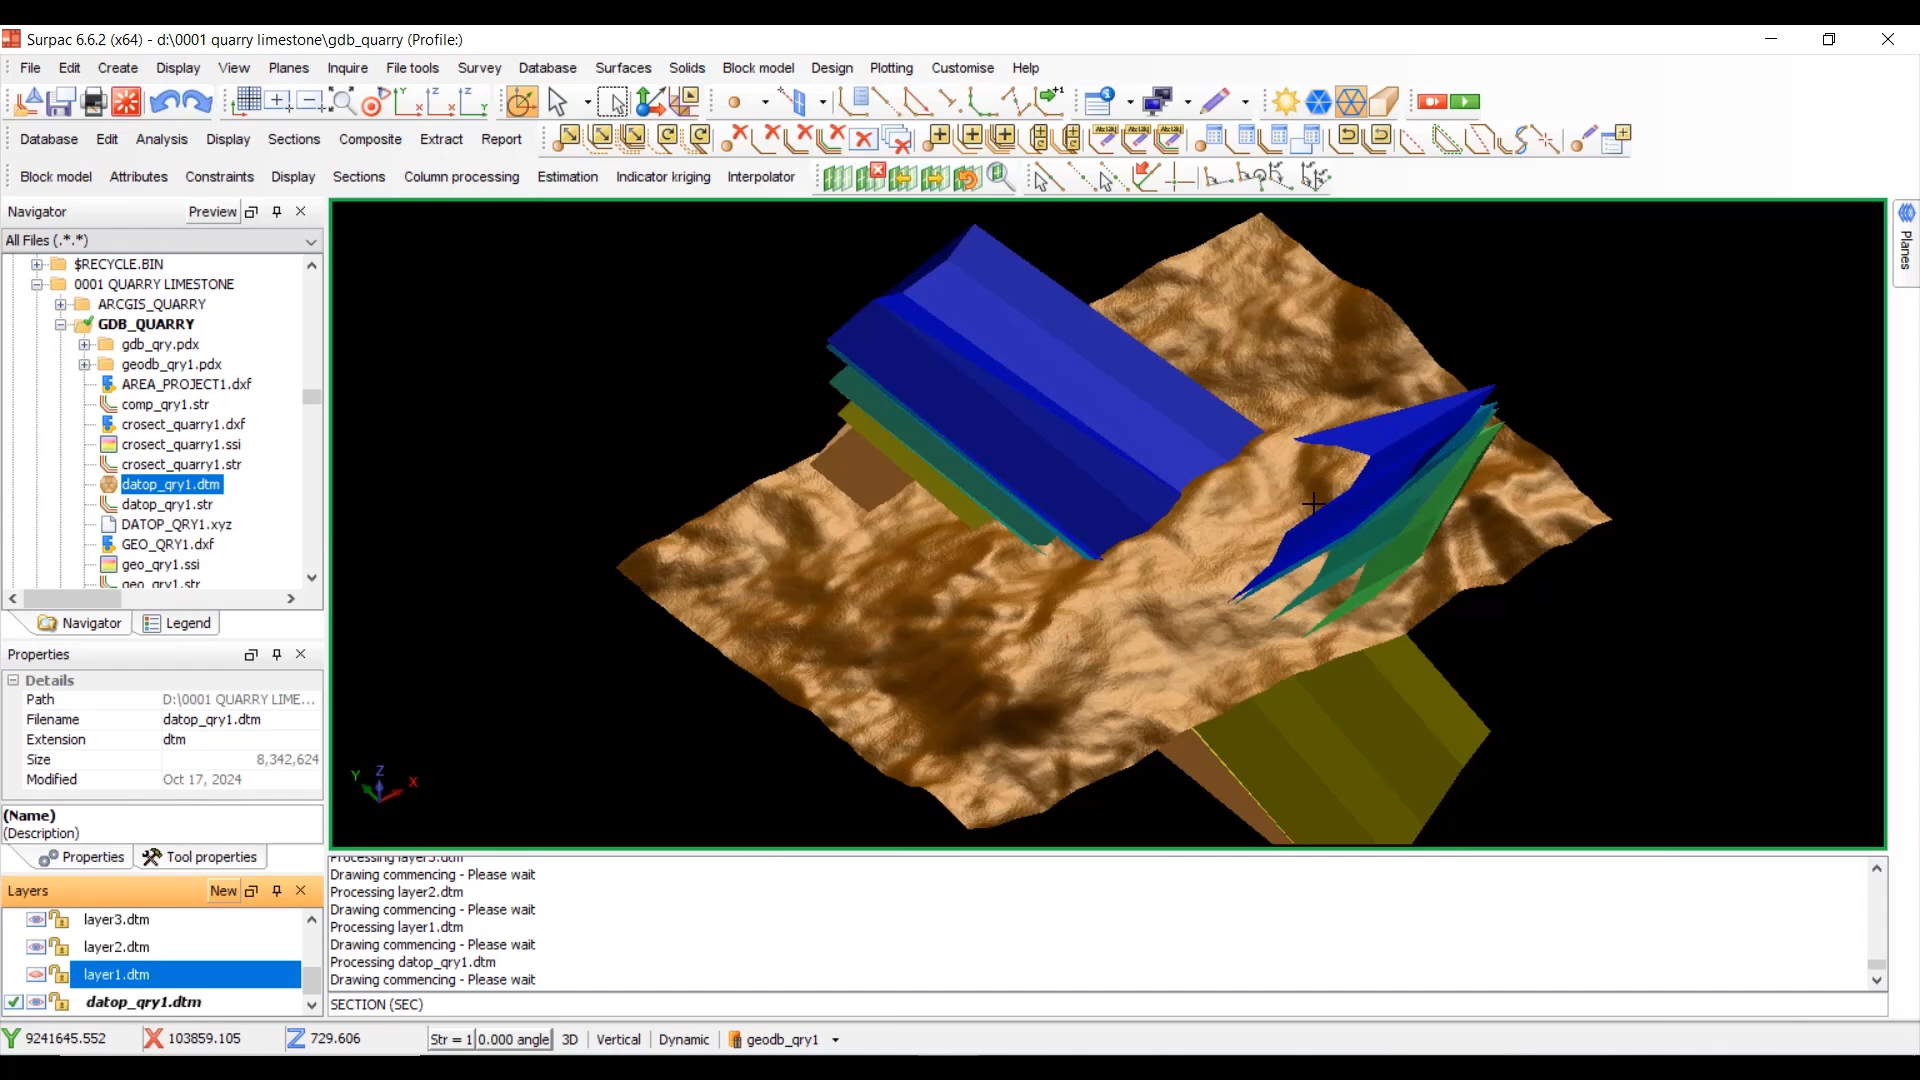 Surpac 6.6.2 (x64) - d:\0001 quarry limestone\gdb_quarry (Profile:)
File Edit Create Display View Planes Inquire File tools Survey Database Surfaces Solids Block model Design Plotting Customise Help
Database Edit Analysis Display Sections Composite Extract Report
Block model Attributes Constraints Display Sections Column processing Estimation Indicator kriging Interpolator
Navigator Preview
All Files (.*.*)
$RECYCLE.BIN
0001 QUARRY LIMESTONE
ARCGIS_QUARRY
GDB_QUARRY
gdb_qry.pdx
geodb_qry1.pdx
AREA_PROJECT1.dxf
comp_qry1.str
crosect_quarry1.dxf
crosect_quarry1.ssi
crosect_quarry1.str
datop_qry1.dtm
datop_qry1.str
DATOP_QRY1.xyz
GEO_QRY1.dxf
geo_qry1.ssi
geo_qry1.str
Navigator Legend
Planes
Properties
Details
Path D:\0001 QUARRY LIME...
Filename datop_qry1.dtm
Extension dtm
Size 8,342,624
Modified Oct 17, 2024
(Name)
(Description)
Properties Tool properties
Layers New
layer3.dtm
layer2.dtm
layer1.dtm
datop_qry1.dtm
Y Z X
Processing layer3.dtm
Drawing commencing - Please wait
Processing layer2.dtm
Drawing commencing - Please wait
Processing layer1.dtm
Drawing commencing - Please wait
Processing datop_qry1.dtm
Drawing commencing - Please wait
SECTION (SEC)
Y 9241645.552 X 103859.105 Z 729.606 Str = 1 0.000 angle 3D Vertical Dynamic geodb_qry1